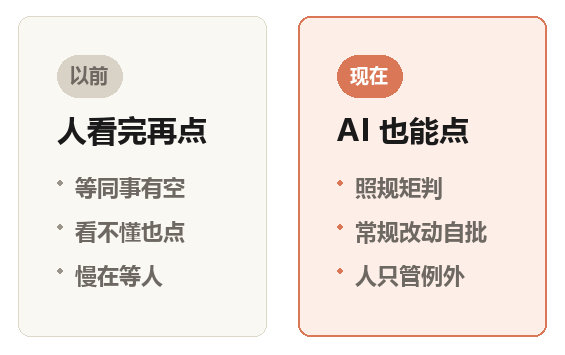 以前
人看完再点
等同事有空
看不懂也点
慢在等人
现在
AI 也能点
照规矩判
常规改动自批
人只管例外